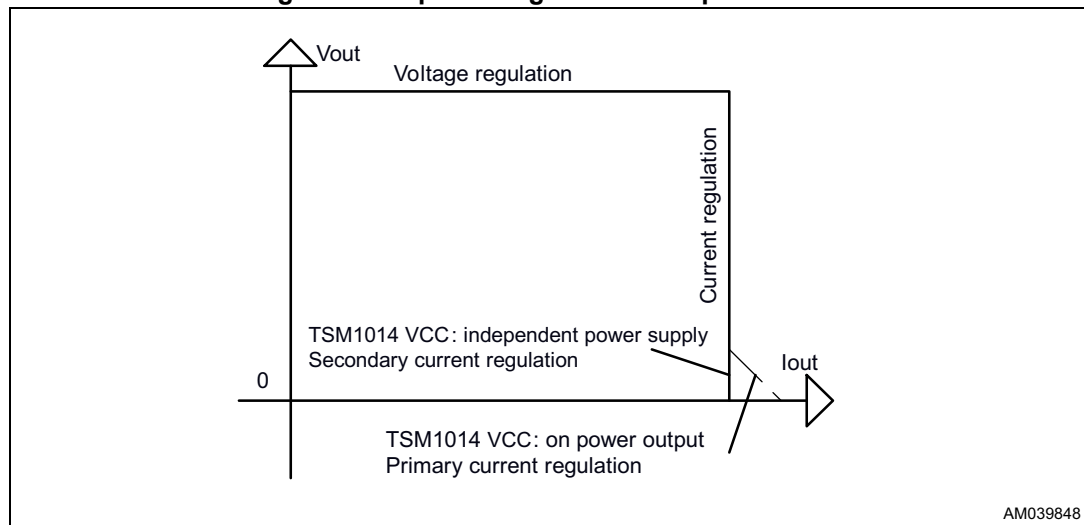 Vout
Voltage regulation
Current regulation
TSM1014 VCC: independent power supply
Secondary current regulation
Iout
0
TSM1014 VCC: on power output
Primary current regulation
AM039848